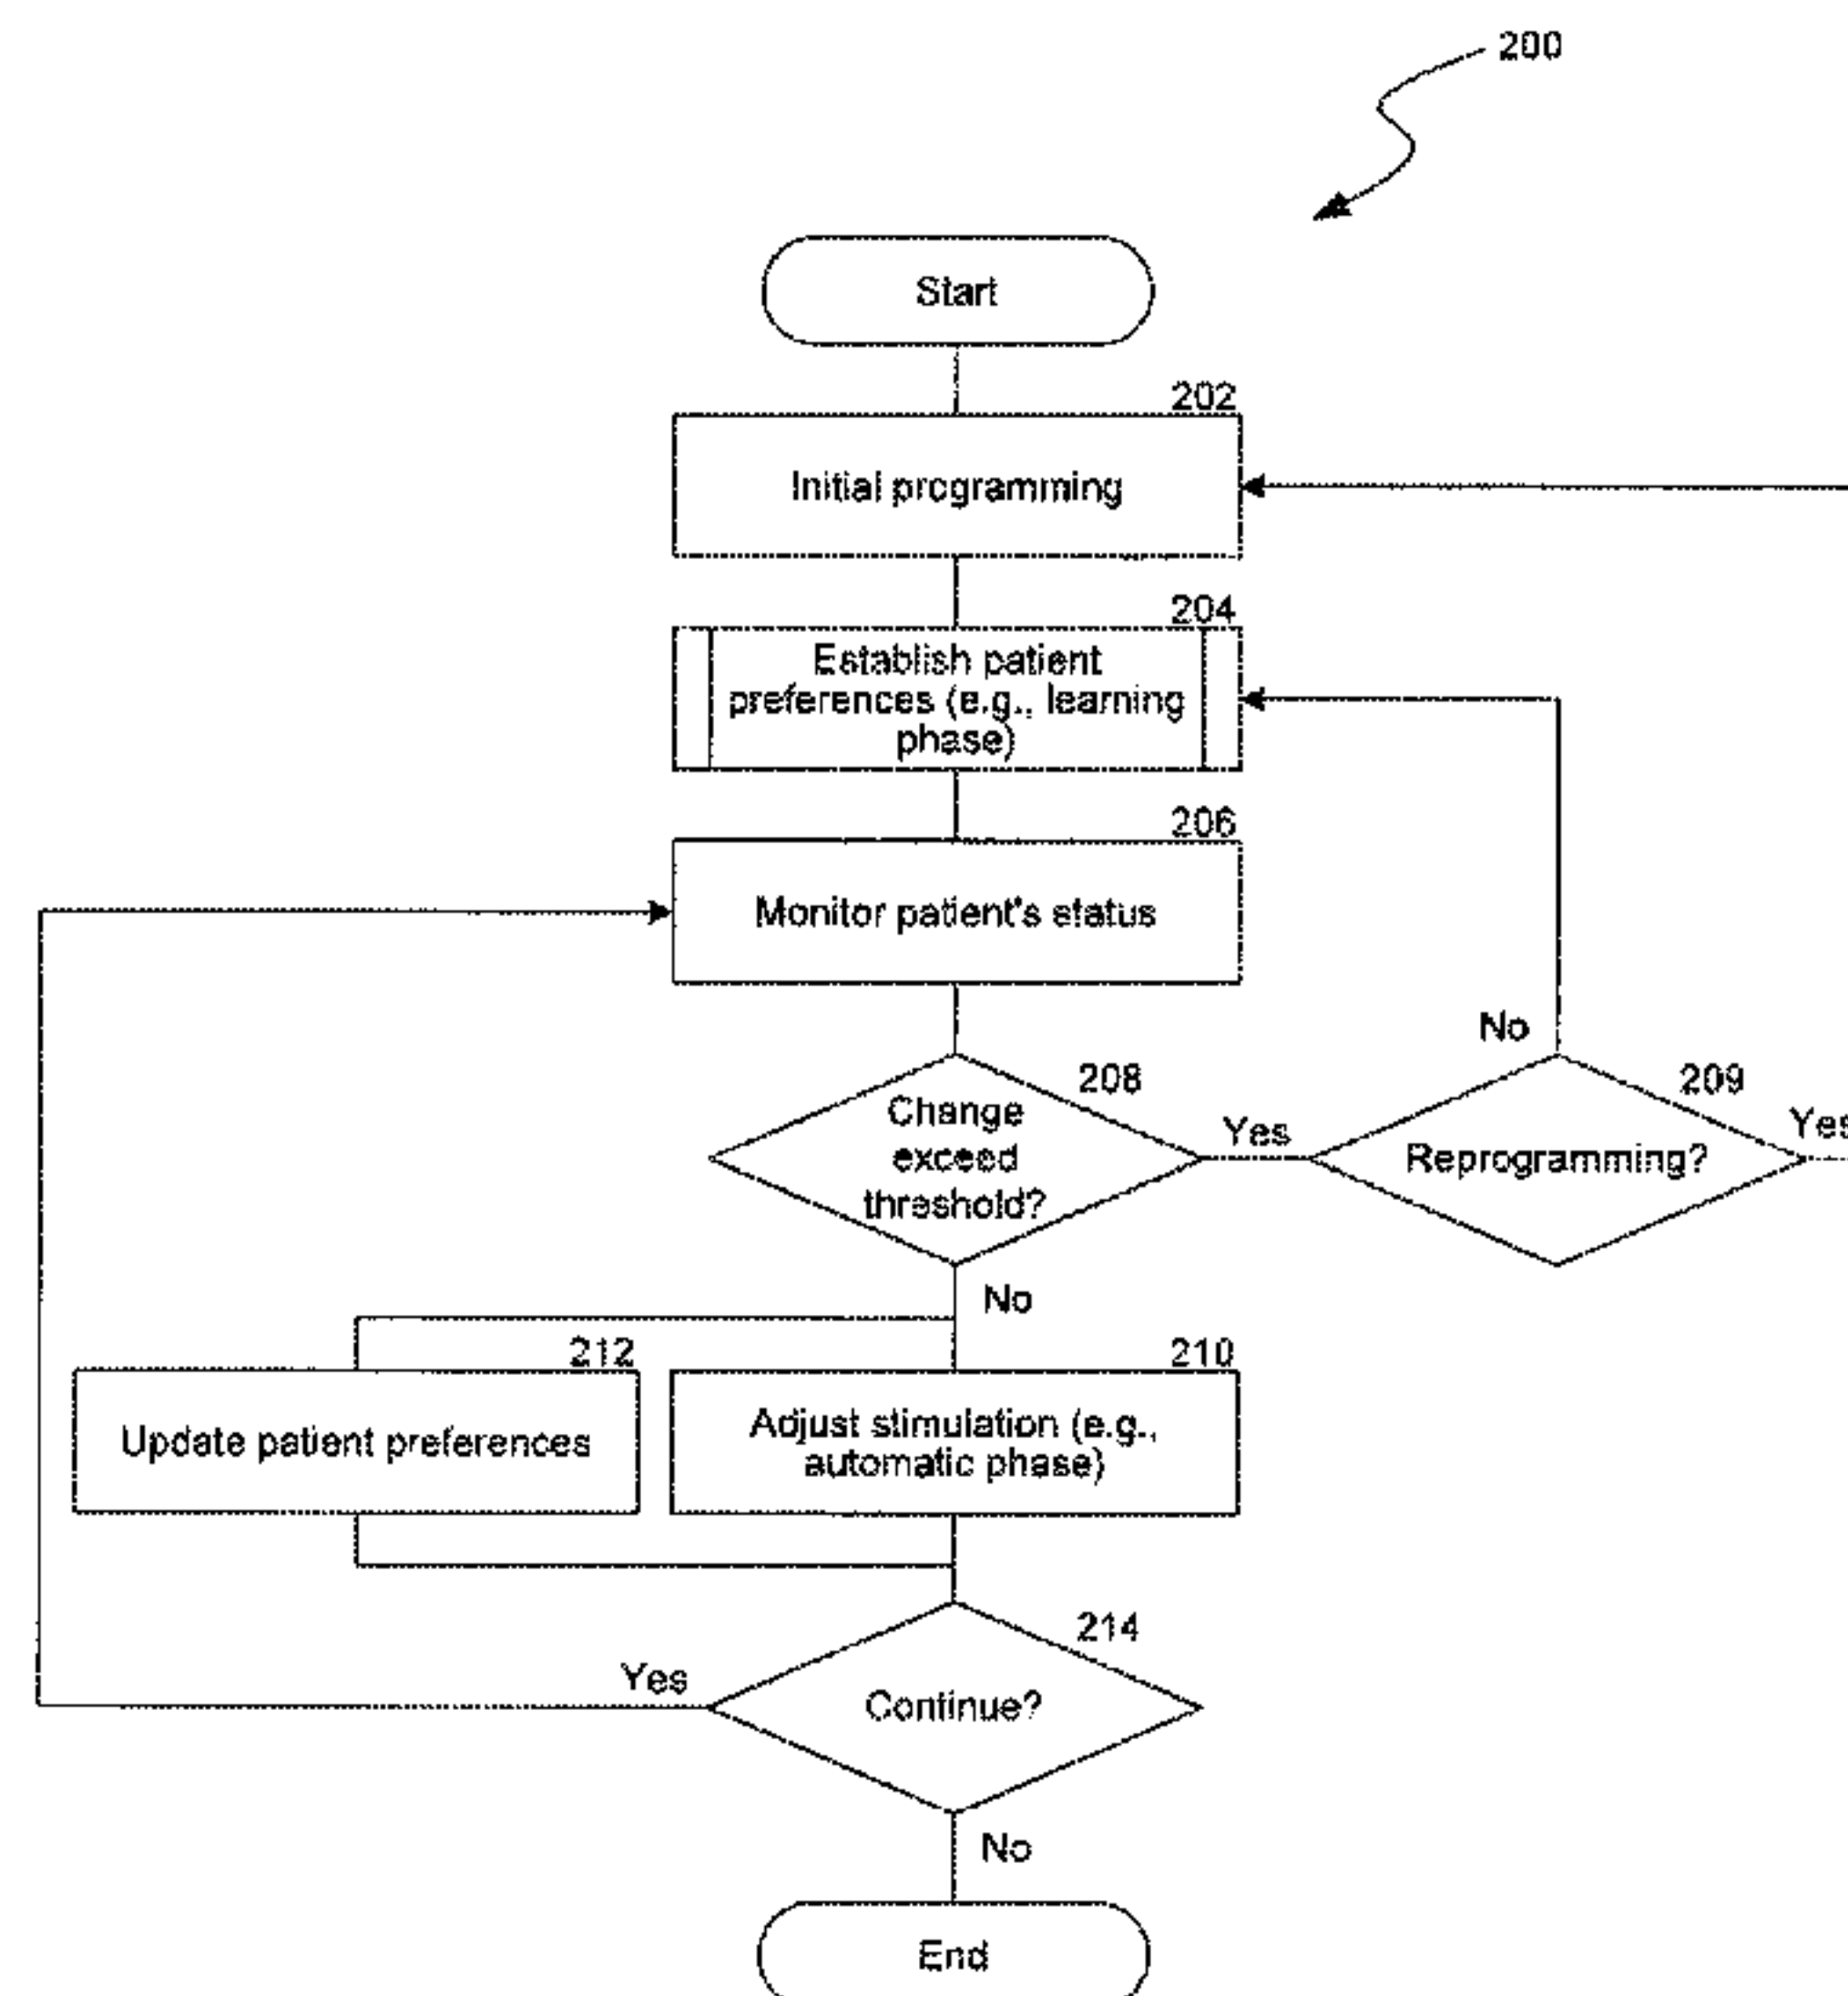 200
Start
202
Initial programming
204
Establish patient
preferences (e.g., learning
phase)
206
Monitor patient's status
No
208
209
Change
exceed
threshold?
Yes
Reprogramming?
Yes
No
212
210
Update patient preferences
Adjust stimulation (e.g.,
automatic phase)
214
Yes
Continue?
No
End